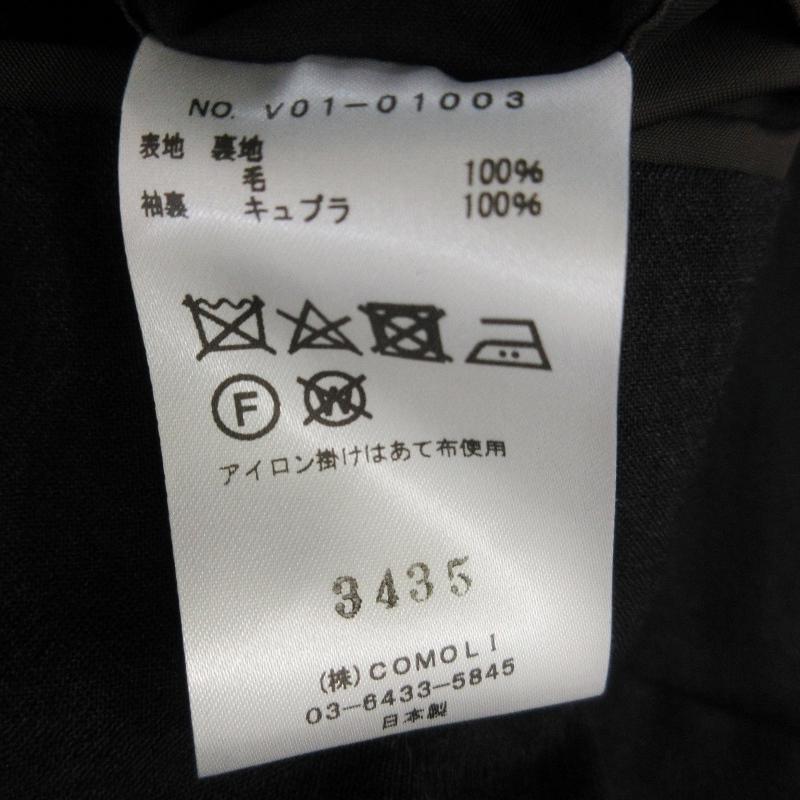 NO. V01-01003
表地 裏地
毛 100%
袖裏 キュプラ 100%
F W
アイロン掛けはあて布使用
3435
(株)COMOLI
03-6433-5845
日本製